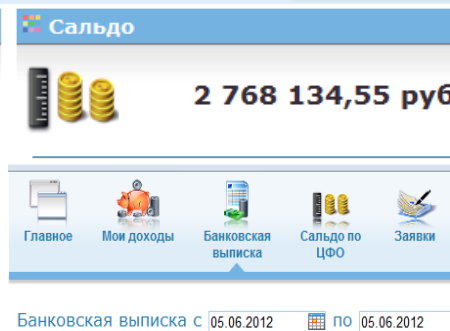 Сальдо
2 768 134,55 руб
Главное
Мои доходы
Банковская
выписка
Сальдо по
ЦФО
Заявки
Банковская выписка с 05.06.2012 по 05.06.2012